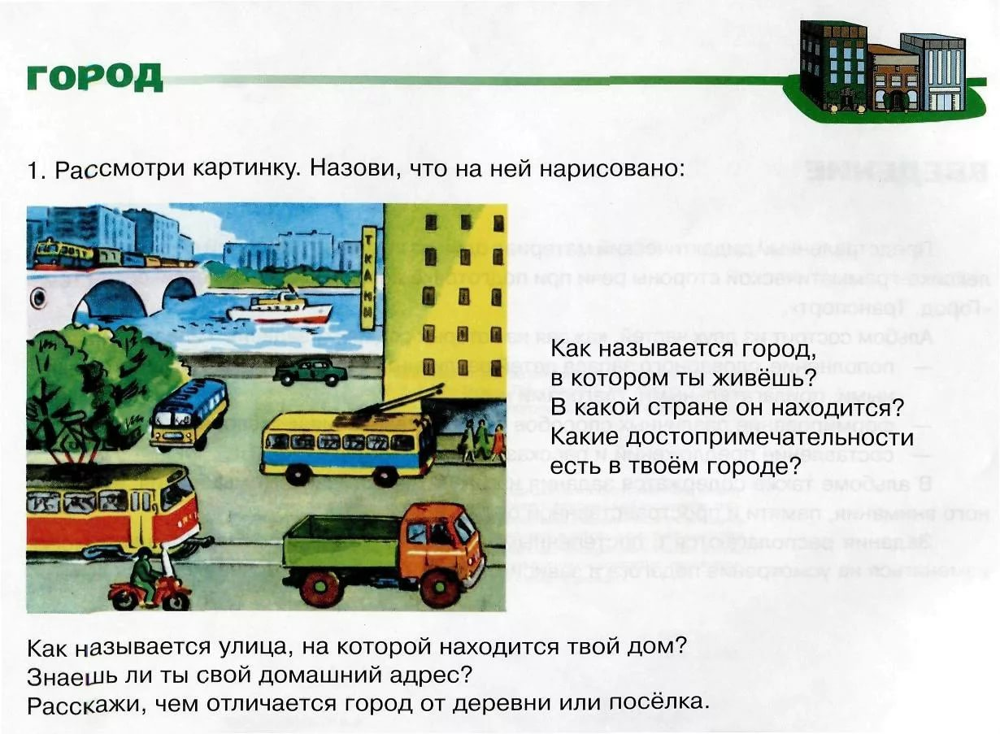 ГОРОД
1. Рассмотри картинку. Назови, что на ней нарисовано:
ТКАНИ
Как называется город,
в котором ты живёшь?
В какой стране он находится?
Какие достопримечательности
есть в твоём городе?
Как называется улица, на которой находится твой дом?
Знаешь ли ты свой домашний адрес?
Расскажи, чем отличается город от деревни или посёлка.